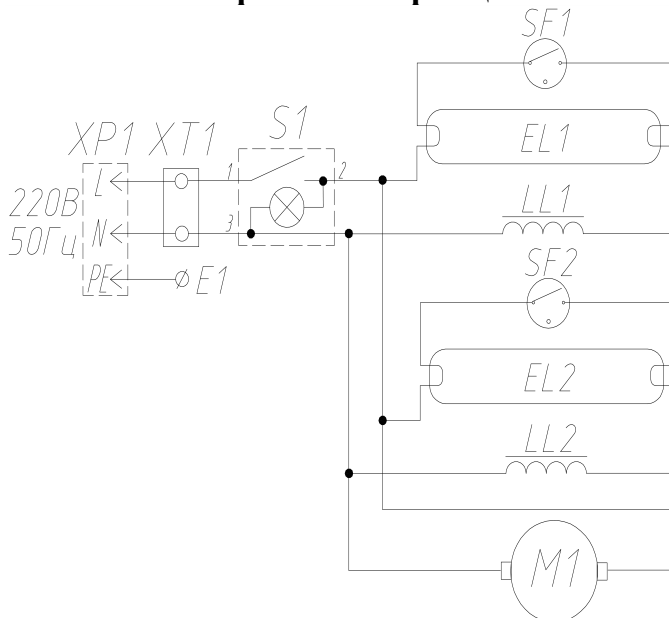 SF1
EL1
XP1 XT1 S1
1
2
L
220В
50Гц
N
3
LL1
PE
E1
SF2
EL2
LL2
M1